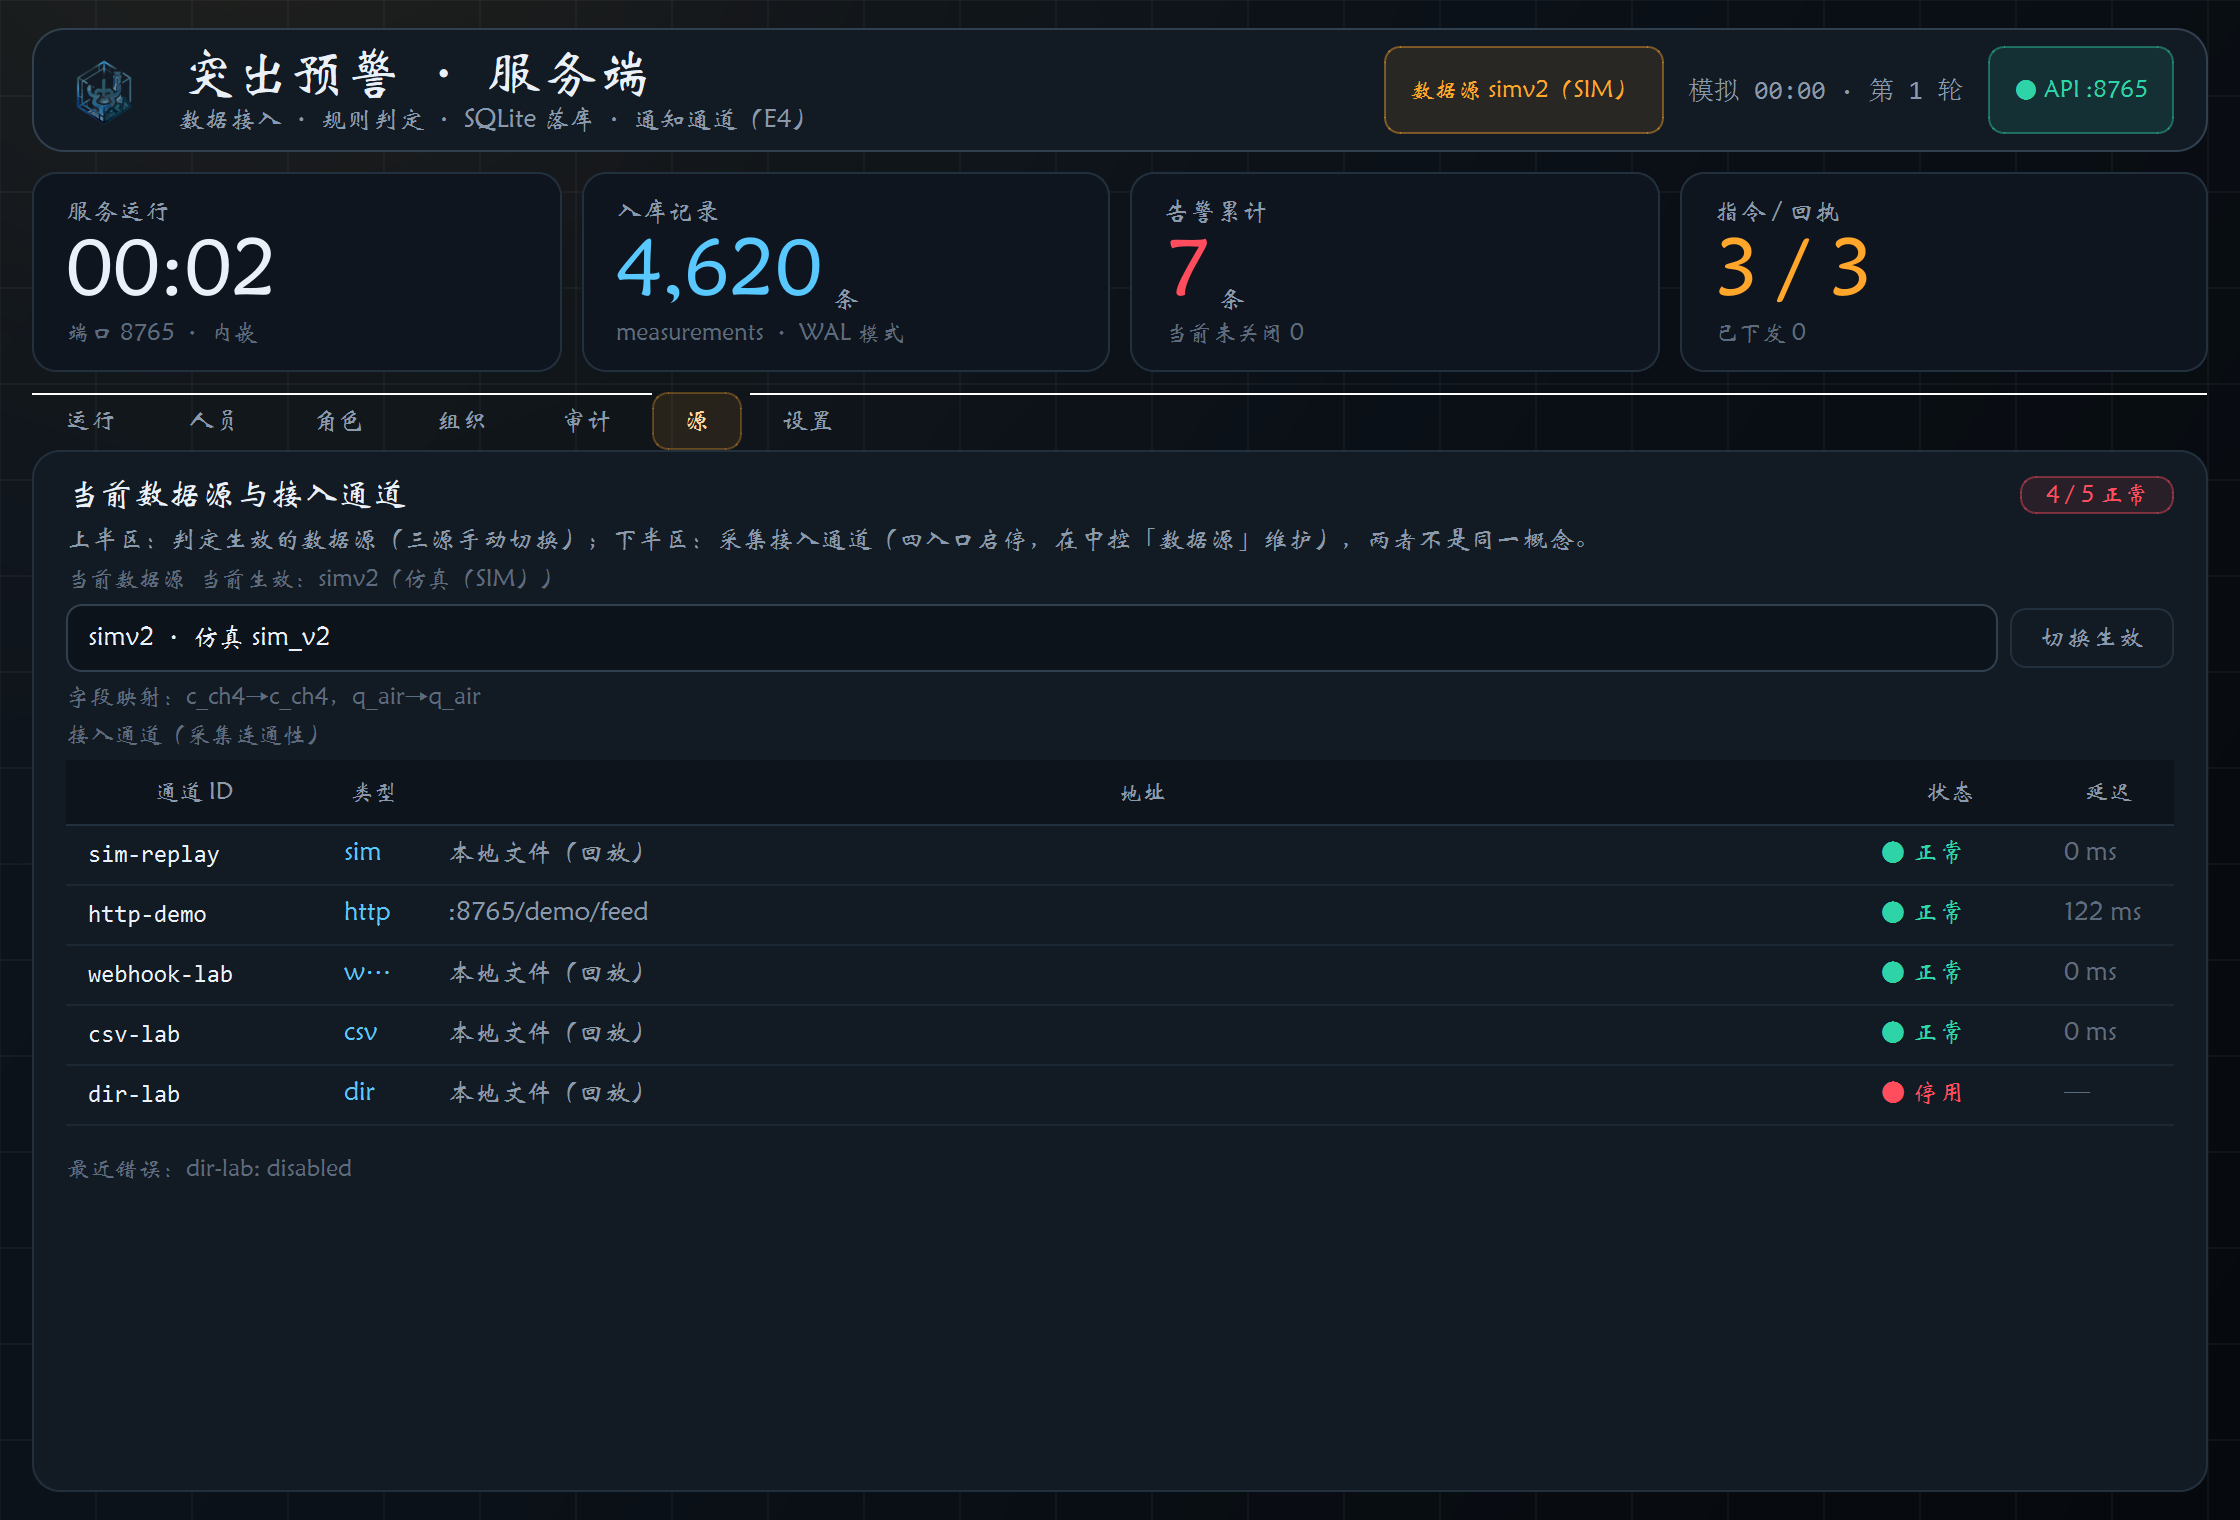 突出预警 · 服务端
数据接入 · 规则判定 · SQLite 落库 · 通知通道（E4）
数据源 simv2（SIM）
模拟 00:00 · 第 1 轮
API :8765
服务运行
00:02
端口 8765 · 内嵌
入库记录
4,620 条
measurements · WAL 模式
告警累计
7 条
当前未关闭 0
指令 / 回执
3 / 3
已下发 0
运行 人员 角色 组织 审计 源 设置
当前数据源与接入通道
4 / 5 正常
上半区：判定生效的数据源（三源手动切换）；下半区：采集接入通道（四入口启停，在中控「数据源」维护），两者不是同一概念。
当前数据源 当前生效：simv2（仿真（SIM））
simv2 · 仿真 sim_v2
切换生效
字段映射：c_ch4→c_ch4，q_air→q_air
接入通道（采集连通性）
通道 ID 类型 地址 状态 延迟
sim-replay sim 本地文件（回放） 正常 0 ms
http-demo http :8765/demo/feed 正常 122 ms
webhook-lab w… 本地文件（回放） 正常 0 ms
csv-lab csv 本地文件（回放） 正常 0 ms
dir-lab dir 本地文件（回放） 停用 —
最近错误：dir-lab: disabled